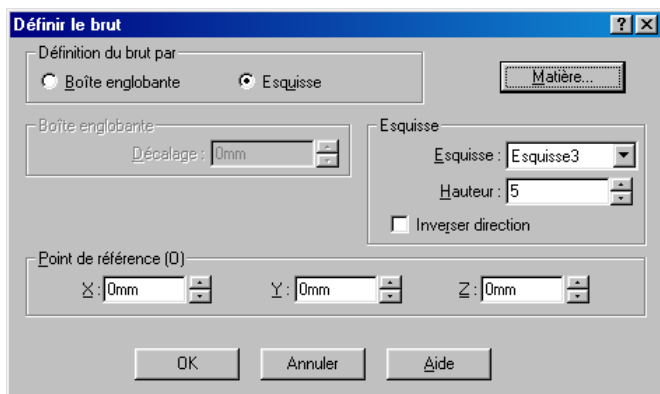 Définir le brut
Définition du brut par
Boîte englobante Esquisse
Matière...
Boîte englobante
Décalage : 0mm
Esquisse
Esquisse : Esquisse3
Hauteur : 5
Inverser direction
Point de référence (O)
X : 0mm Y : 0mm Z : 0mm
OK Annuler Aide